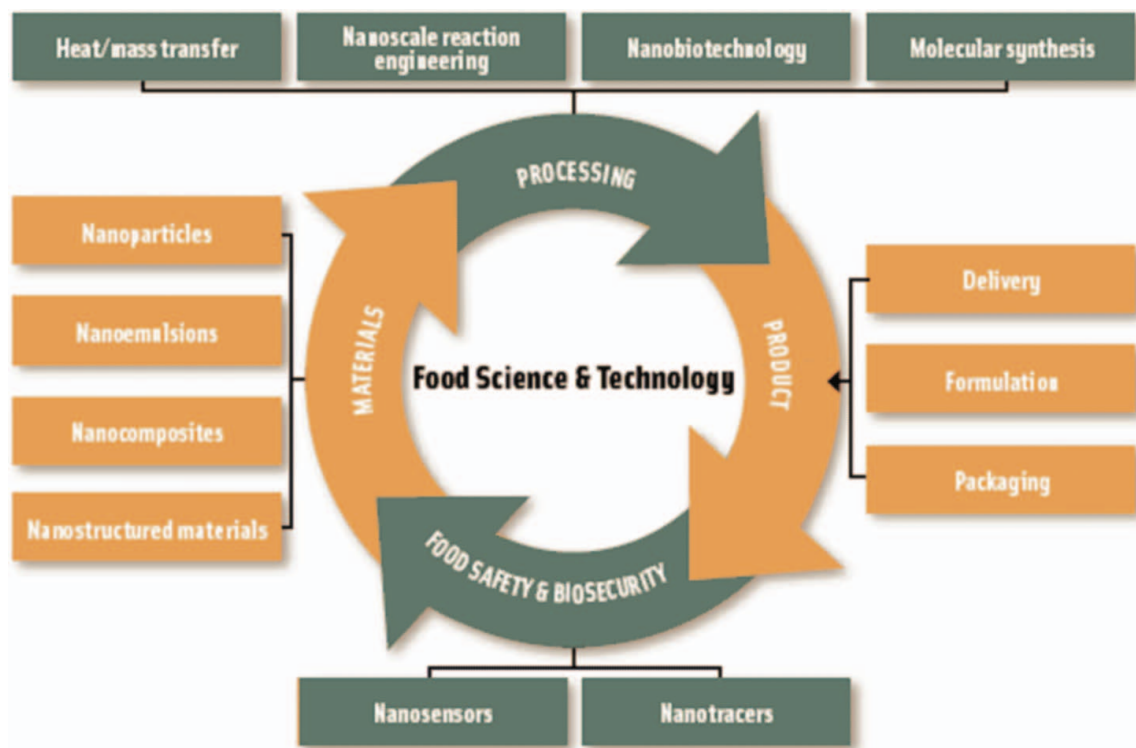 Heat/mass transfer
Nanoscale reaction
engineering
Nanobiotechnology
Molecular synthesis
PROCESSING
Nanoparticles
Nanoemulsions
Nanocomposites
Nanostructured materials
MATERIALS
Food Science & Technology
PRODUCT
Delivery
Formulation
Packaging
FOOD SAFETY & BIOSECURITY
Nanosensors
Nanotracers